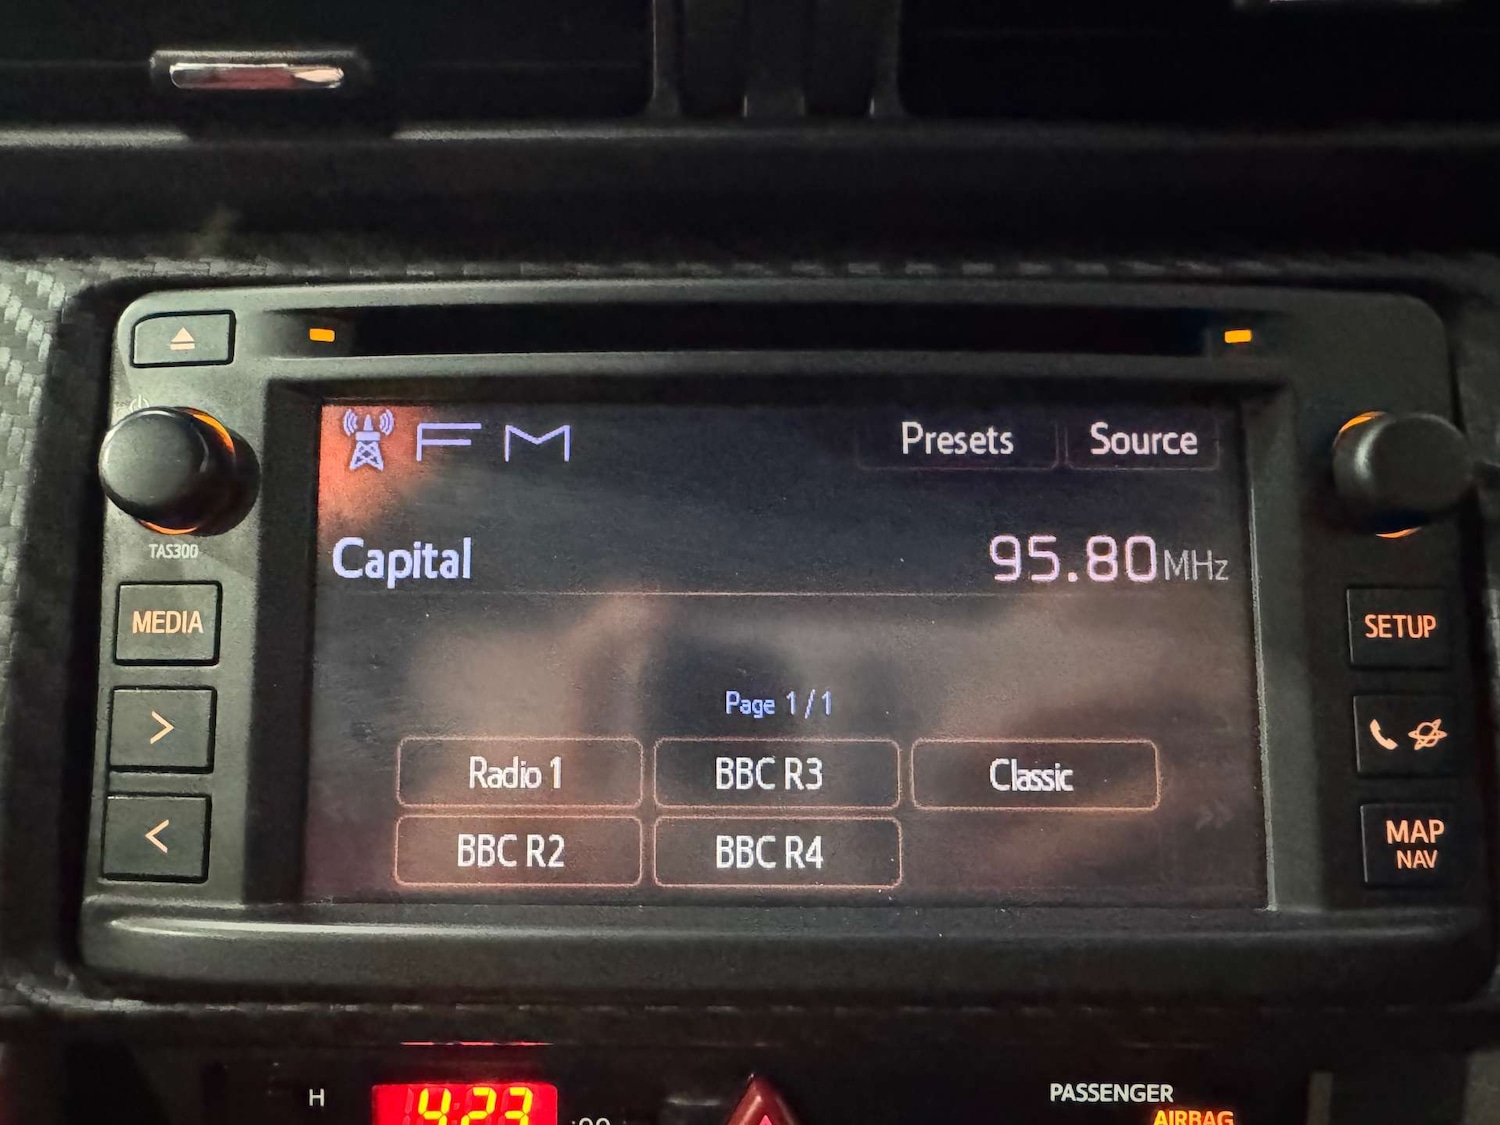 FM
Presets
Source
Capital
95.80MHz
TAS300
MEDIA
SETUP
Page 1/1
Radio 1
BBC R3
Classic
BBC R2
BBC R4
MAP
NAV
H
4:23
:00
PASSENGER
AIRBAG